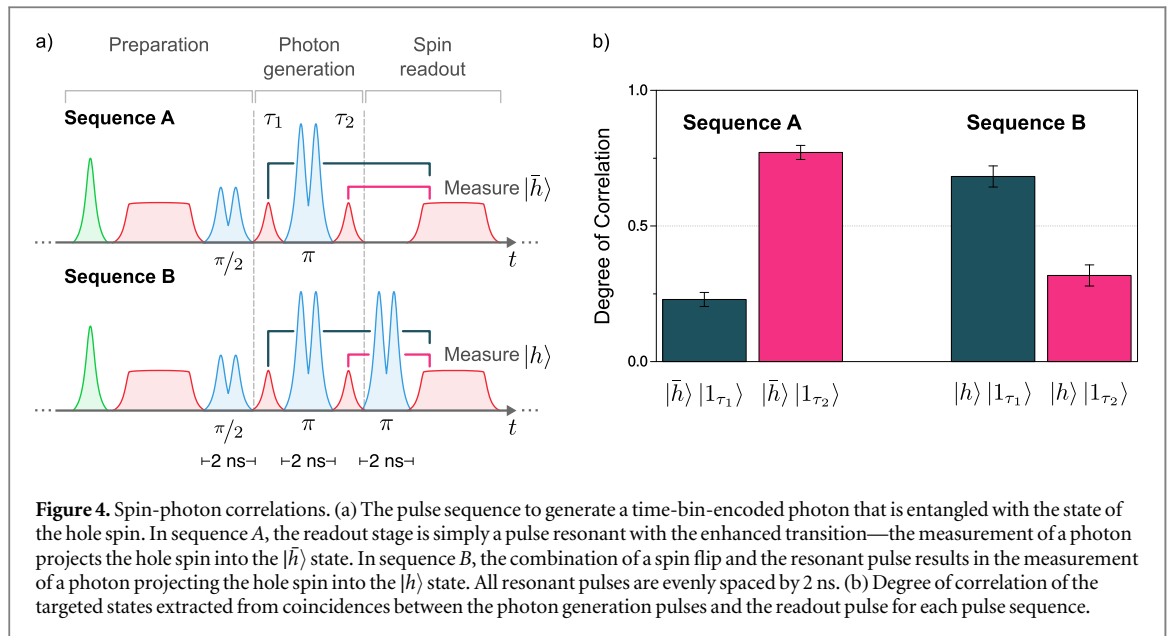 a)
Preparation
Photon
generation
Spin
readout
Sequence A
τ1
τ2
Measure |h̄⟩
π/2
π
t
Sequence B
Measure |h⟩
π/2
π
π
t
2 ns
2 ns
2 ns
b)
1.0
Sequence A
Sequence B
0.5
0.0
Degree of Correlation
|h̄⟩|1τ1⟩
|h̄⟩|1τ2⟩
|h⟩|1τ1⟩
|h⟩|1τ2⟩
Figure 4. Spin-photon correlations. (a) The pulse sequence to generate a time-bin-encoded photon that is entangled with the state of
the hole spin. In sequence A, the readout stage is simply a pulse resonant with the enhanced transition—the measurement of a photon
projects the hole spin into the |h̄⟩ state. In sequence B, the combination of a spin flip and the resonant pulse results in the measurement
of a photon projecting the hole spin into the |h⟩ state. All resonant pulses are evenly spaced by 2 ns. (b) Degree of correlation of the
targeted states extracted from coincidences between the photon generation pulses and the readout pulse for each pulse sequence.